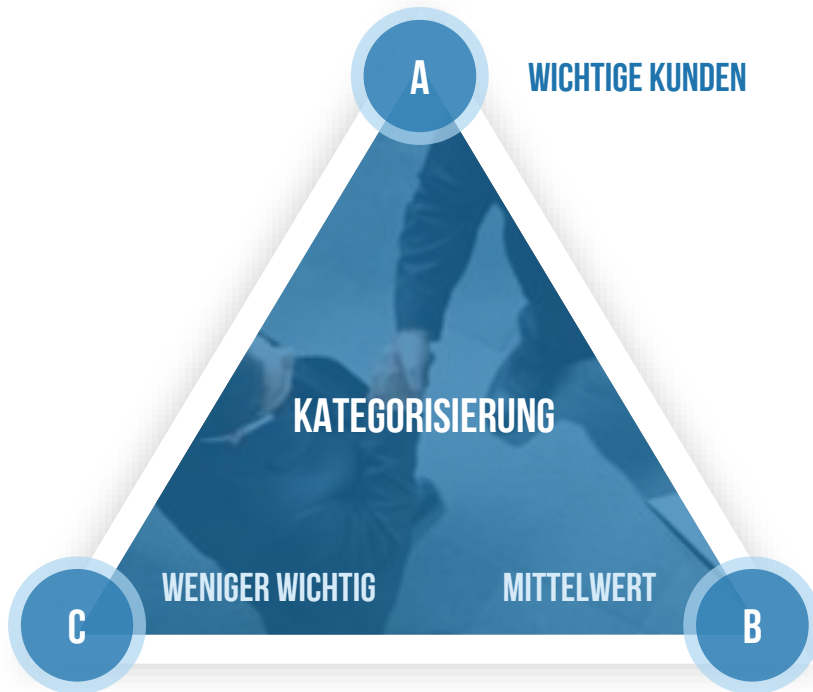 A
WICHTIGE KUNDEN
KATEGORISIERUNG
WENIGER WICHTIG
MITTELWERT
C
B